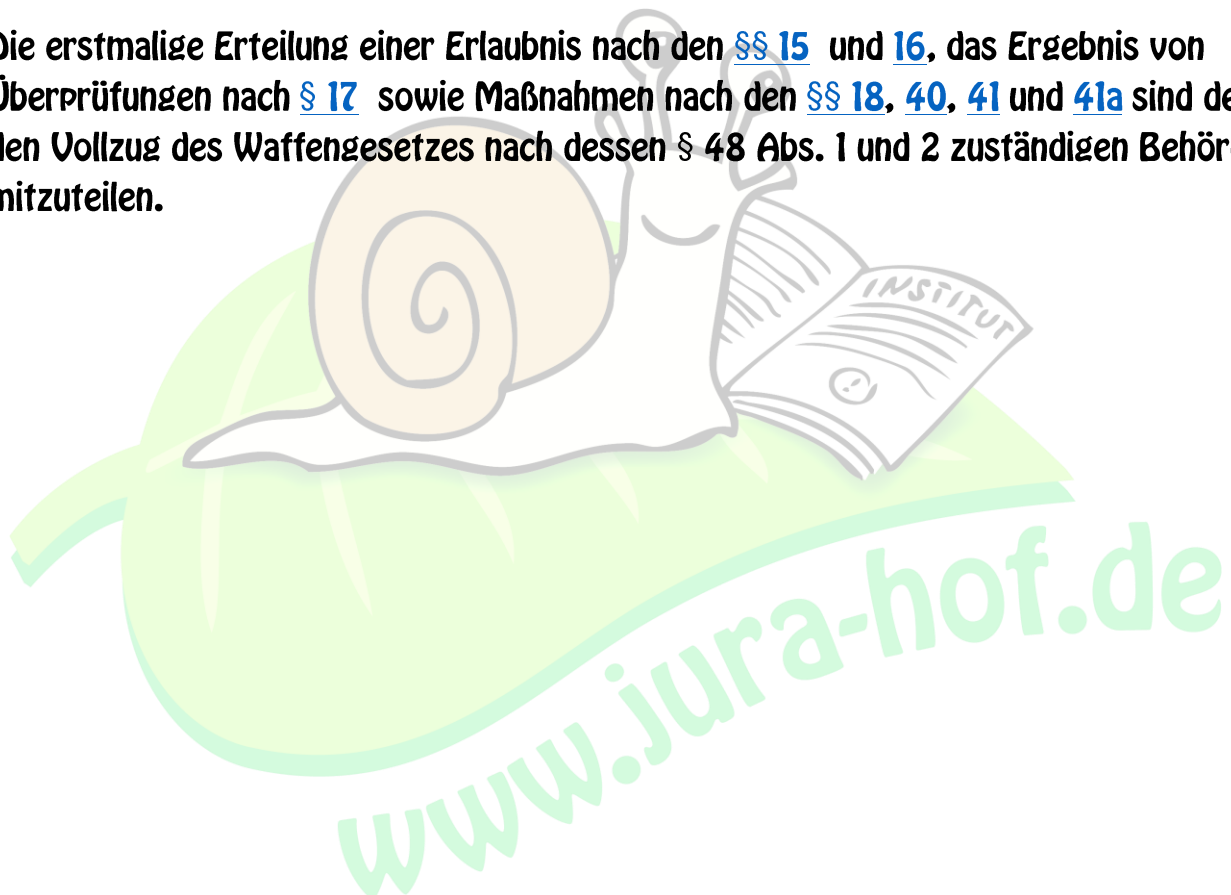 Die erstmalige Erteilung einer Erlaubnis nach den §§ 15 und 16, das Ergebnis von
Überprüfungen nach § 17 sowie Maßnahmen nach den §§ 18, 40, 41 und 41a sind
den Vollzug des Waffengesetzes nach dessen § 48 Abs. 1 und 2 zuständigen
mitzuteilen.
INSTITUT
www.jura-hof.de